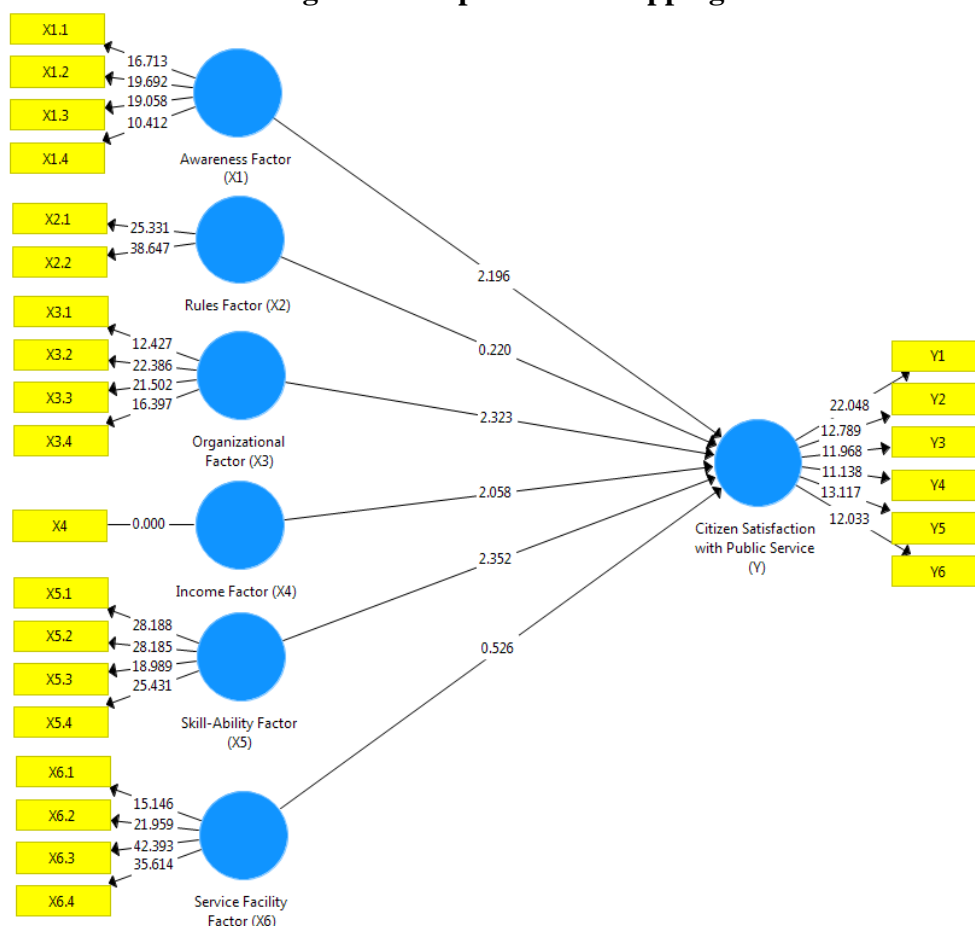 X1.1
X1.2
X1.3
X1.4
16.713
19.692
19.058
10.412
Awareness Factor
(X1)
X2.1
X2.2
25.331
38.647
Rules Factor (X2)
X3.1
X3.2
X3.3
X3.4
12.427
22.386
21.502
16.397
Organizational
Factor (X3)
X4
0.000
Income Factor (X4)
X5.1
X5.2
X5.3
X5.4
28.188
28.185
18.989
25.431
Skill-Ability Factor
(X5)
X6.1
X6.2
X6.3
X6.4
15.146
21.959
42.393
35.614
Service Facility
Factor (X6)
2.196
0.220
2.323
2.058
2.352
0.526
Citizen Satisfaction
with Public Service
(Y)
22.048
12.789
11.968
11.138
13.117
12.033
Y1
Y2
Y3
Y4
Y5
Y6